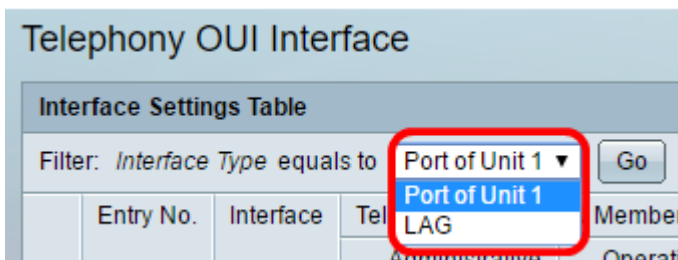 Telephony OUI Interface
Interface Settings Table
Filter: Interface Type equals to Port of Unit 1 Go
Port of Unit 1
LAG
Entry No. Interface Tel Member